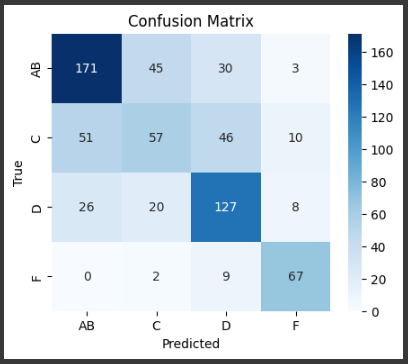 Confusion Matrix
AB 171 45 30 3
C 51 57 46 10
D 26 20 127 8
F 0 2 9 67
AB C D F
Predicted
True
160
140
120
100
80
60
40
20
0